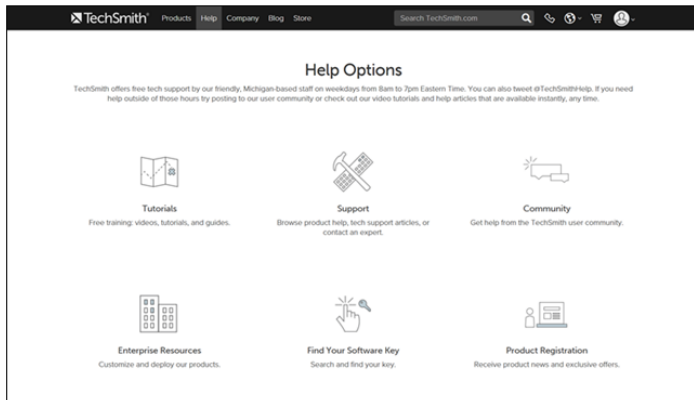 TechSmith® Products Help Company Blog Store Search TechSmith.com
Help Options
TechSmith offers free tech support by our friendly, Michigan-based staff on weekdays from 8am to 7pm Eastern Time. You can also tweet @TechSmithHelp. If you need
help outside of those hours try posting to our user community or check out our video tutorials and help articles that are available instantly, any time.
Tutorials
Free training: videos, tutorials, and guides.
Support
Browse product help, tech support articles, or
contact an expert.
Community
Get help from the TechSmith user community.
Enterprise Resources
Customize and deploy our products.
Find Your Software Key
Search and find your key.
Product Registration
Receive product news and exclusive offers.